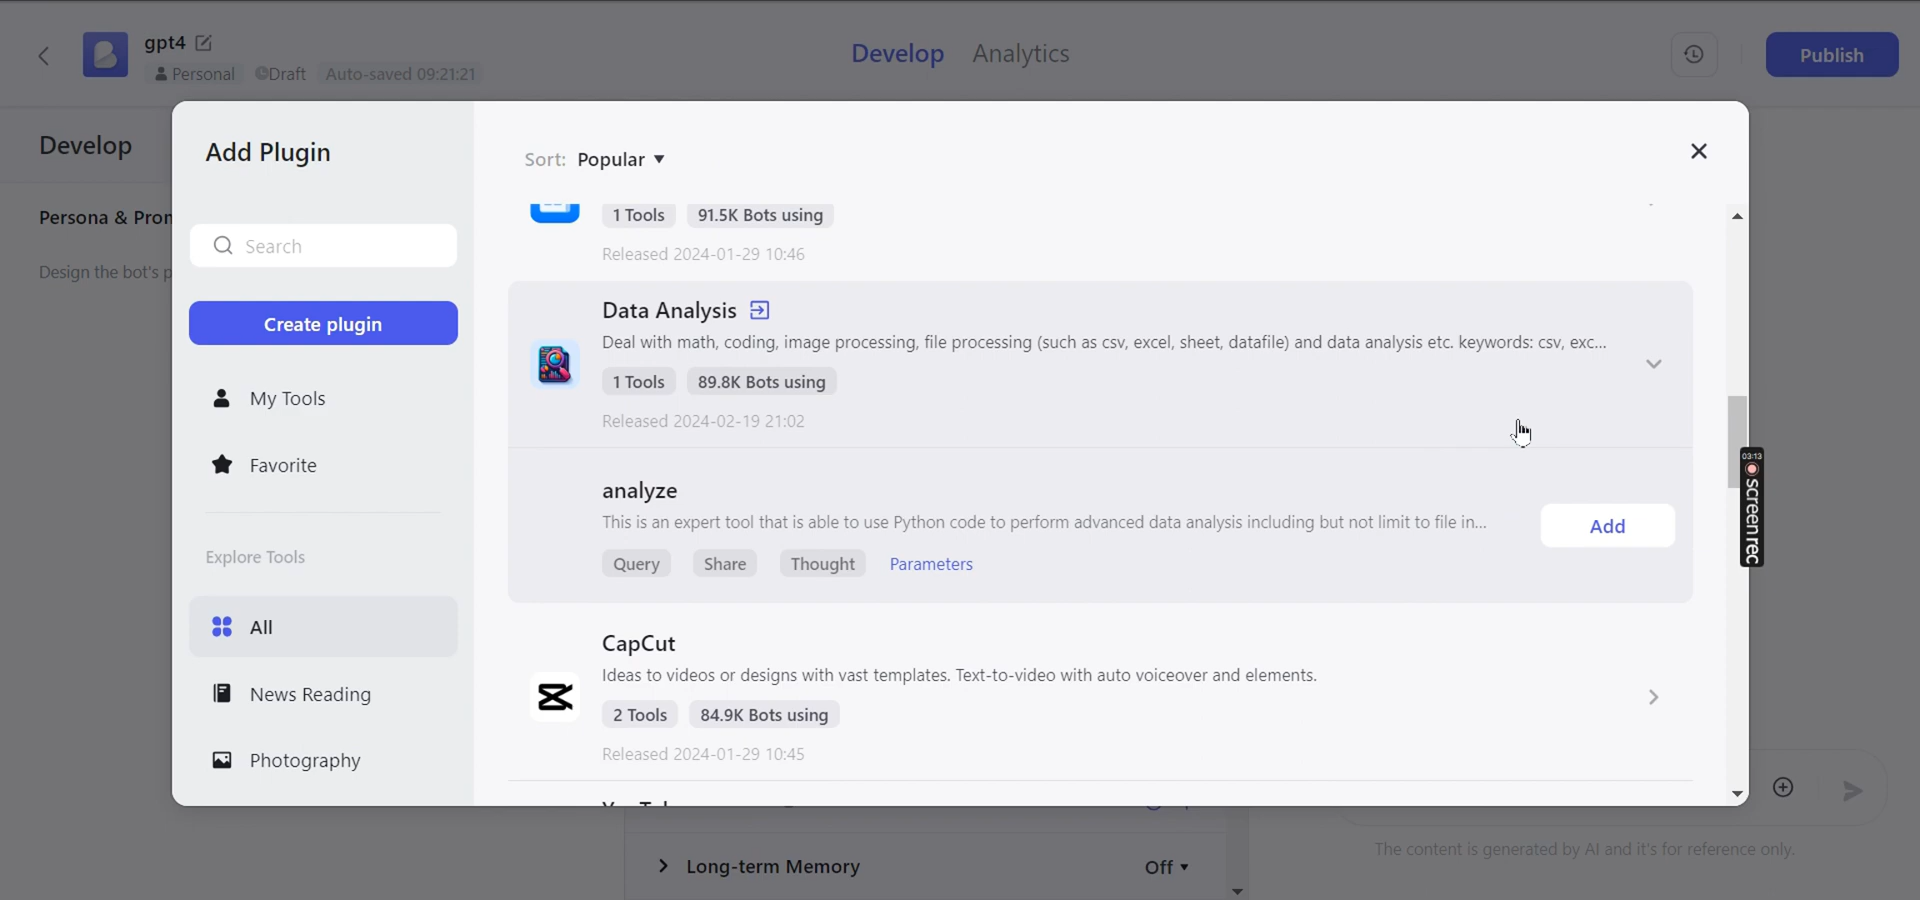 gpt4
Personal
Draft
Auto-saved 09:21:21
Develop
Analytics
Publish
Develop
Persona & Pron
Design the bot's p
Add Plugin
Search
Create plugin
My Tools
Favorite
Explore Tools
All
News Reading
Photography
Sort: Popular
1 Tools
91.5K Bots using
Released 2024-01-29 10:46
Data Analysis
Deal with math, coding, image processing, file processing (such as csv, excel, sheet, datafile) and data analysis etc. keywords: csv, exc...
1 Tools
89.8K Bots using
Released 2024-02-19 21:02
analyze
This is an expert tool that is able to use Python code to perform advanced data analysis including but not limit to file in...
Query
Share
Thought
Parameters
Add
CapCut
Ideas to videos or designs with vast templates. Text-to-video with auto voiceover and elements.
2 Tools
84.9K Bots using
Released 2024-01-29 10:45
03:13
screenrec
Long-term Memory
Off
The content is generated by AI and it's for reference only.